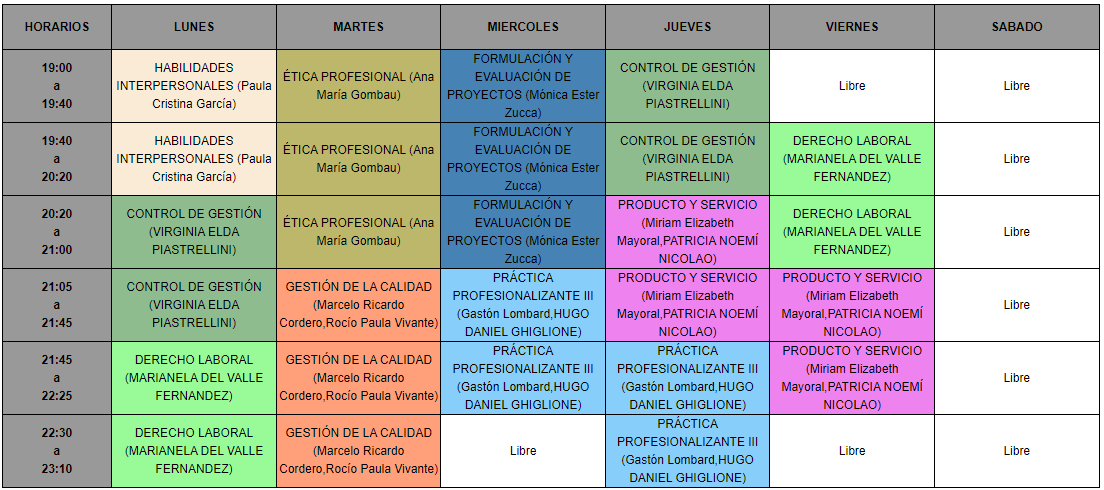 HORARIOS LUNES MARTES MIERCOLES JUEVES VIERNES SABADO
19:00
a
19:40
HABILIDADES
INTERPERSONALES (Paula
Cristina García)
ÉTICA PROFESIONAL (Ana
María Gombau)
FORMULACIÓN Y
EVALUACIÓN DE
PROYECTOS (Mónica Ester
Zucca)
CONTROL DE GESTIÓN
(VIRGINIA ELDA
PIASTRELLINI)
Libre
Libre
19:40
a
20:20
HABILIDADES
INTERPERSONALES (Paula
Cristina García)
ÉTICA PROFESIONAL (Ana
María Gombau)
FORMULACIÓN Y
EVALUACIÓN DE
PROYECTOS (Mónica Ester
Zucca)
CONTROL DE GESTIÓN
(VIRGINIA ELDA
PIASTRELLINI)
DERECHO LABORAL
(MARIANELA DEL VALLE
FERNANDEZ)
Libre
20:20
a
21:00
CONTROL DE GESTIÓN
(VIRGINIA ELDA
PIASTRELLINI)
ÉTICA PROFESIONAL (Ana
María Gombau)
FORMULACIÓN Y
EVALUACIÓN DE
PROYECTOS (Mónica Ester
Zucca)
PRODUCTO Y SERVICIO
(Miriam Elizabeth
Mayoral,PATRICIA NOEMÍ
NICOLAO)
DERECHO LABORAL
(MARIANELA DEL VALLE
FERNANDEZ)
Libre
21:05
a
21:45
CONTROL DE GESTIÓN
(VIRGINIA ELDA
PIASTRELLINI)
GESTIÓN DE LA CALIDAD
(Marcelo Ricardo
Cordero,Rocío Paula Vivante)
PRÁCTICA
PROFESIONALIZANTE III
(Gastón Lombard,HUGO
DANIEL GHIGLIONE)
PRODUCTO Y SERVICIO
(Miriam Elizabeth
Mayoral,PATRICIA NOEMÍ
NICOLAO)
PRODUCTO Y SERVICIO
(Miriam Elizabeth
Mayoral,PATRICIA NOEMÍ
NICOLAO)
Libre
21:45
a
22:25
DERECHO LABORAL
(MARIANELA DEL VALLE
FERNANDEZ)
GESTIÓN DE LA CALIDAD
(Marcelo Ricardo
Cordero,Rocío Paula Vivante)
PRÁCTICA
PROFESIONALIZANTE III
(Gastón Lombard,HUGO
DANIEL GHIGLIONE)
PRÁCTICA
PROFESIONALIZANTE III
(Gastón Lombard,HUGO
DANIEL GHIGLIONE)
PRODUCTO Y SERVICIO
(Miriam Elizabeth
Mayoral,PATRICIA NOEMÍ
NICOLAO)
Libre
22:30
a
23:10
DERECHO LABORAL
(MARIANELA DEL VALLE
FERNANDEZ)
GESTIÓN DE LA CALIDAD
(Marcelo Ricardo
Cordero,Rocío Paula Vivante)
Libre
PRÁCTICA
PROFESIONALIZANTE III
(Gastón Lombard,HUGO
DANIEL GHIGLIONE)
Libre
Libre